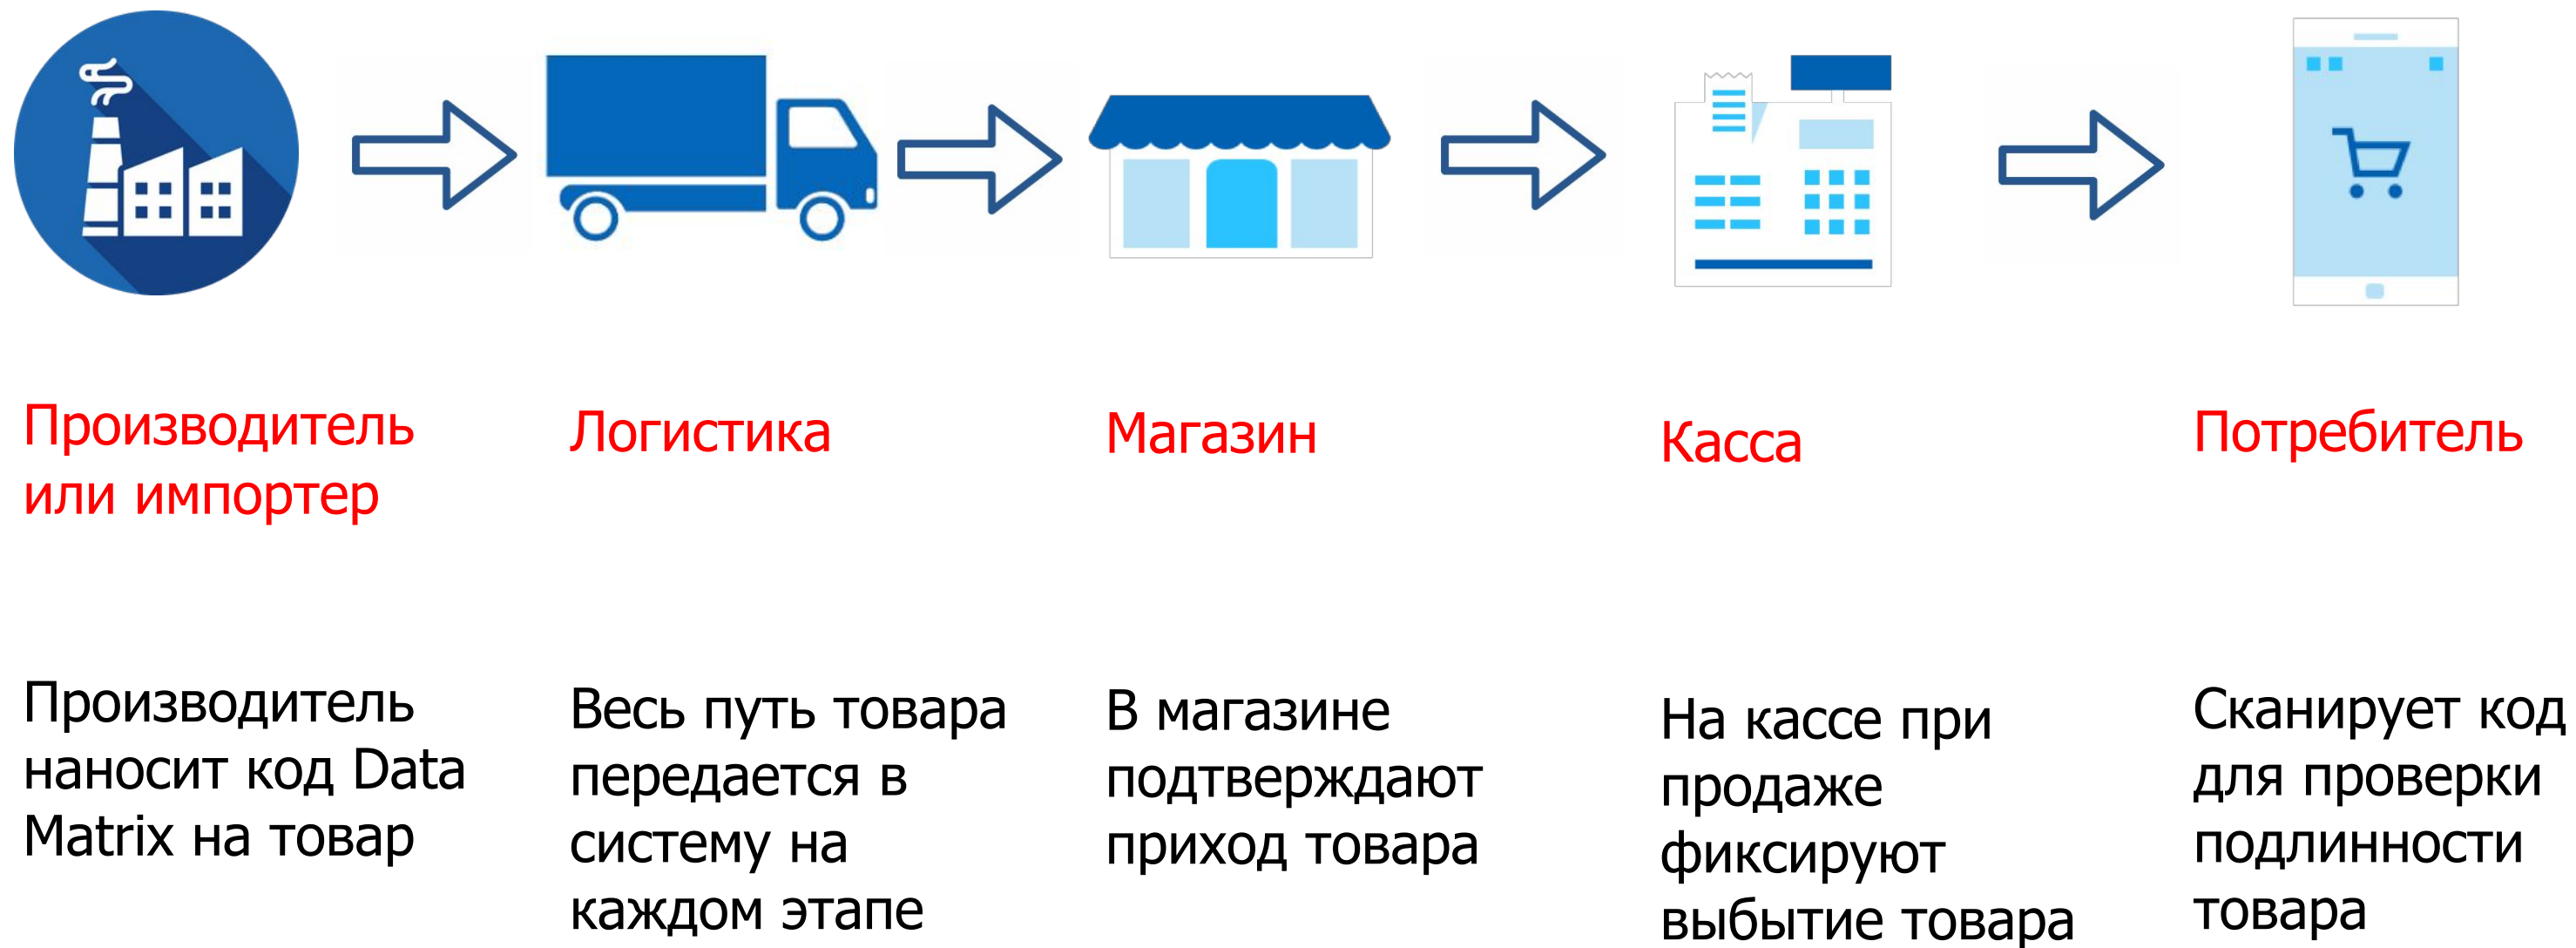 Производитель
или импортер
Логистика
Магазин
Касса
Потребитель
Производитель
наносит код Data
Matrix на товар
Весь путь товара
передается в
систему на
каждом этапе
В магазине
подтверждают
приход товара
На кассе при
продаже
фиксируют
выбытие товара
Сканирует код
для проверки
подлинности
товара